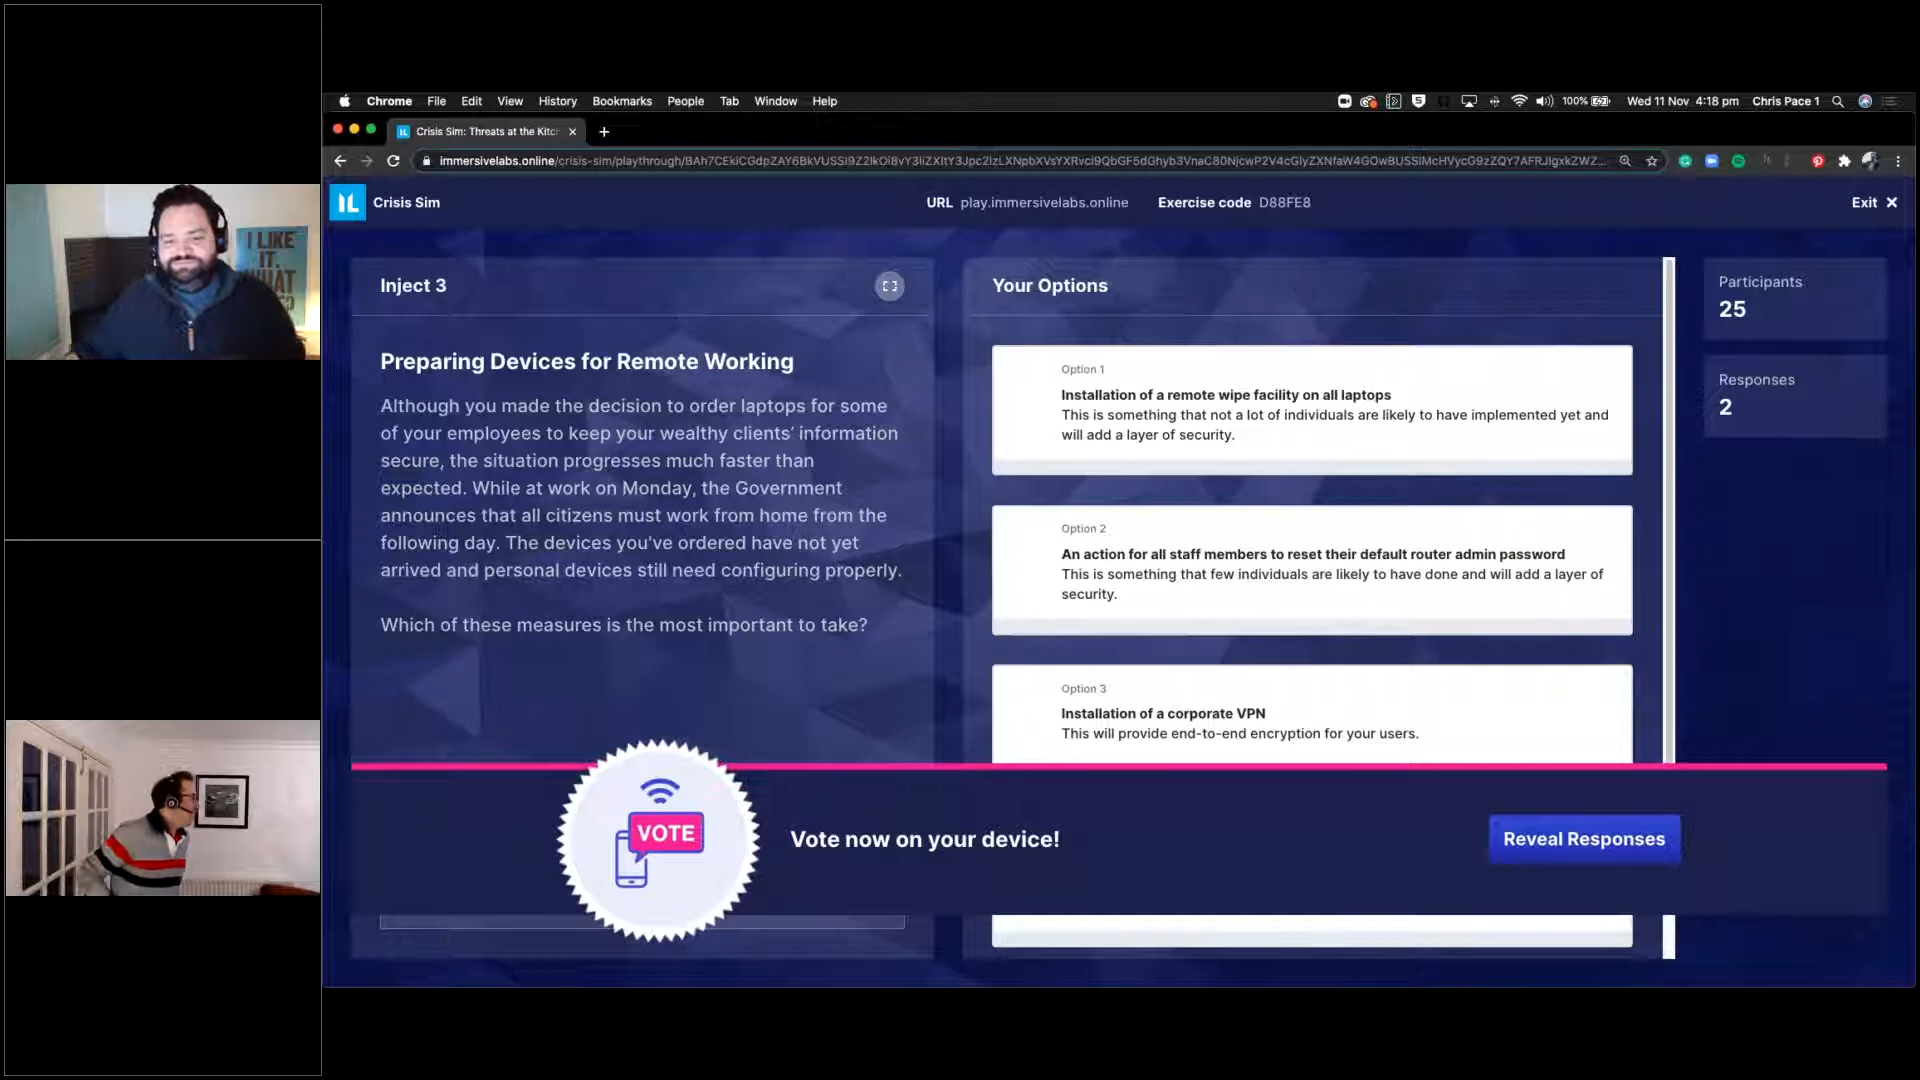 Chrome File Edit View History Bookmarks People Tab Window Help
100% Wed 11 Nov 4:18 pm Chris Pace 1
Crisis Sim: Threats at the Kitch
Crisis Sim
URL play.immersivelabs.online Exercise code D88FE8
Exit
I LIKE
IT.
WHAT
Inject 3
Preparing Devices for Remote Working
Although you made the decision to order laptops for some
of your employees to keep your wealthy clients' information
secure, the situation progresses much faster than
expected. While at work on Monday, the Government
announces that all citizens must work from home from the
following day. The devices you've ordered have not yet
arrived and personal devices still need configuring properly.
Which of these measures is the most important to take?
Your Options
Option 1
Installation of a remote wipe facility on all laptops
This is something that not a lot of individuals are likely to have implemented yet and
will add a layer of security.
Option 2
An action for all staff members to reset their default router admin password
This is something that few individuals are likely to have done and will add a layer of
security.
Option 3
Installation of a corporate VPN
This will provide end-to-end encryption for your users.
Participants
25
Responses
2
VOTE
Vote now on your device!
Reveal Responses